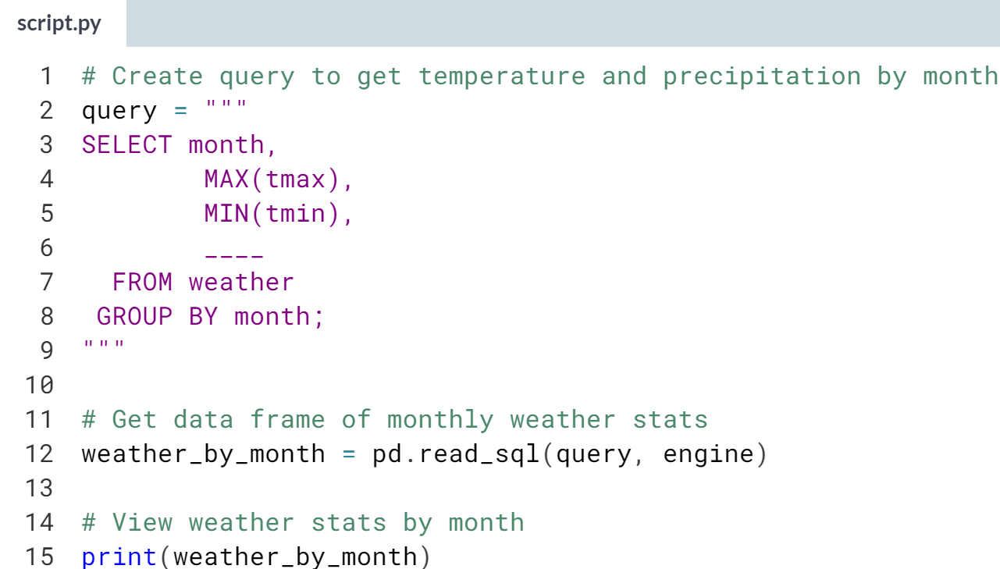 script.py
1 # Create query to get temperature and precipitation by month
2 query = """
3 SELECT month,
4         MAX(tmax),
5         MIN(tmin),
6         ____
7   FROM weather
8  GROUP BY month;
9 """
10
11 # Get data frame of monthly weather stats
12 weather_by_month = pd.read_sql(query, engine)
13
14 # View weather stats by month
15 print(weather_by_month)